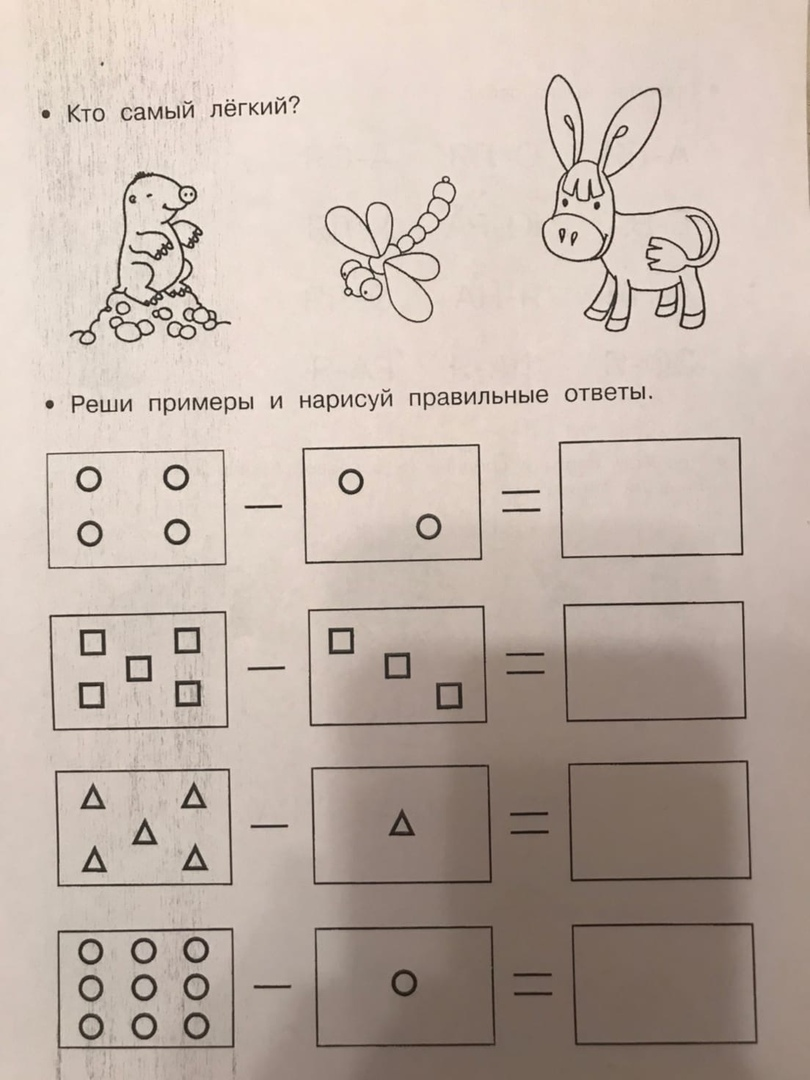 • Кто самый лёгкий?
• Реши примеры и нарисуй правильные ответы.